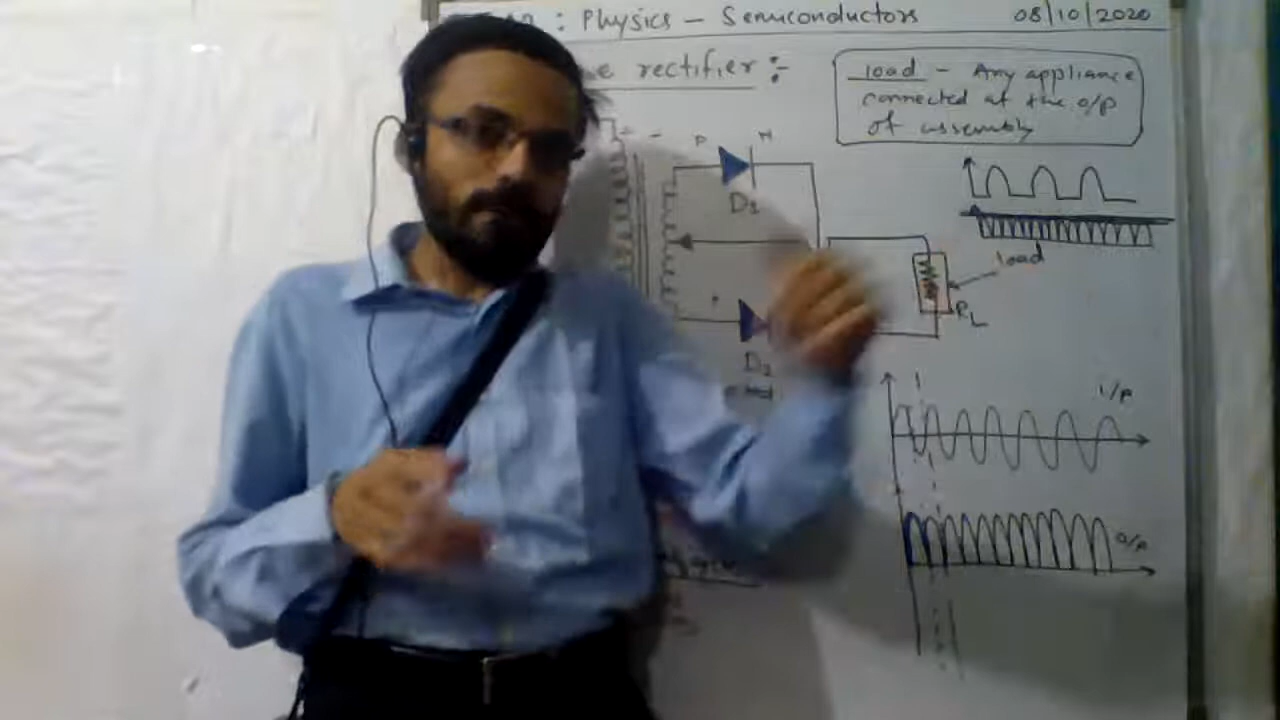 : Physics - Semiconductors 08/10/2020
e rectifier :-
load - Any appliance
connected at the o/p
of assembly
P N
D1
load
RL
D2
I/P
O/P